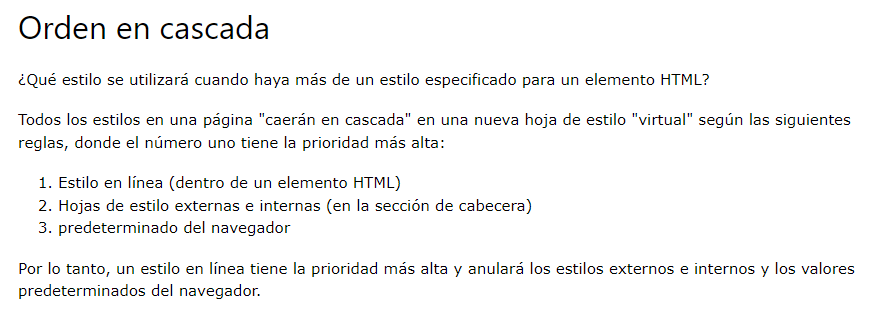 Orden en cascada
¿Qué estilo se utilizará cuando haya más de un estilo especificado para un elemento HTML?
Todos los estilos en una página "caerán en cascada" en una nueva hoja de estilo "virtual" según las siguientes
reglas, donde el número uno tiene la prioridad más alta:
1. Estilo en línea (dentro de un elemento HTML)
2. Hojas de estilo externas e internas (en la sección de cabecera)
3. predeterminado del navegador
Por lo tanto, un estilo en línea tiene la prioridad más alta y anulará los estilos externos e internos y los valores
predeterminados del navegador.